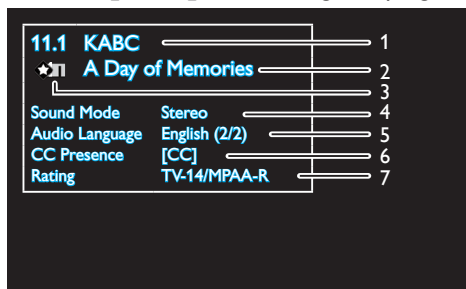 11.1 KABC 1
A Day of Memories 2
3
Sound Mode Stereo 4
Audio Language English (2/2) 5
CC Presence [CC] 6
Rating TV-14/MPAA-R 7